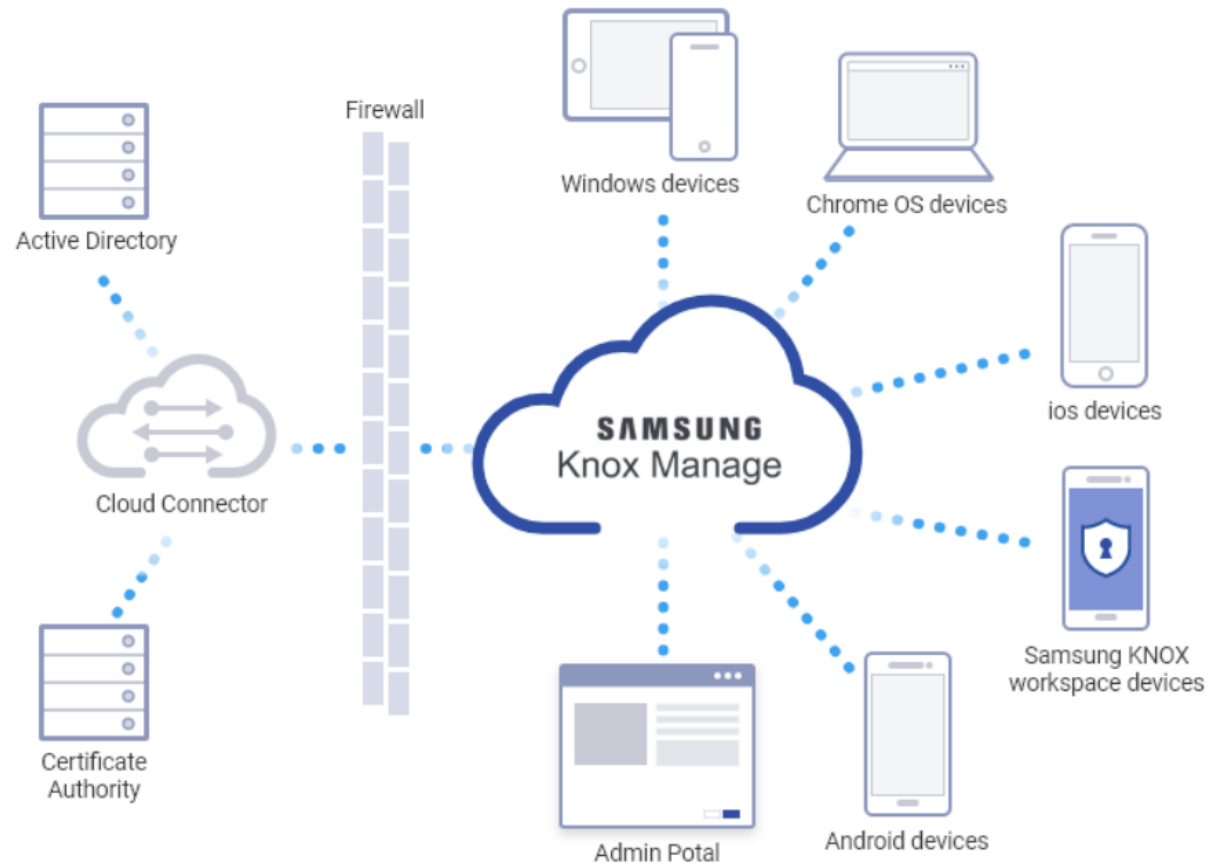 Firewall
Windows devices
Chrome OS devices
Active Directory
ios devices
SAMSUNG
Knox Manage
Cloud Connector
Samsung KNOX
workspace devices
Certificate
Authority
Android devices
Admin Potal